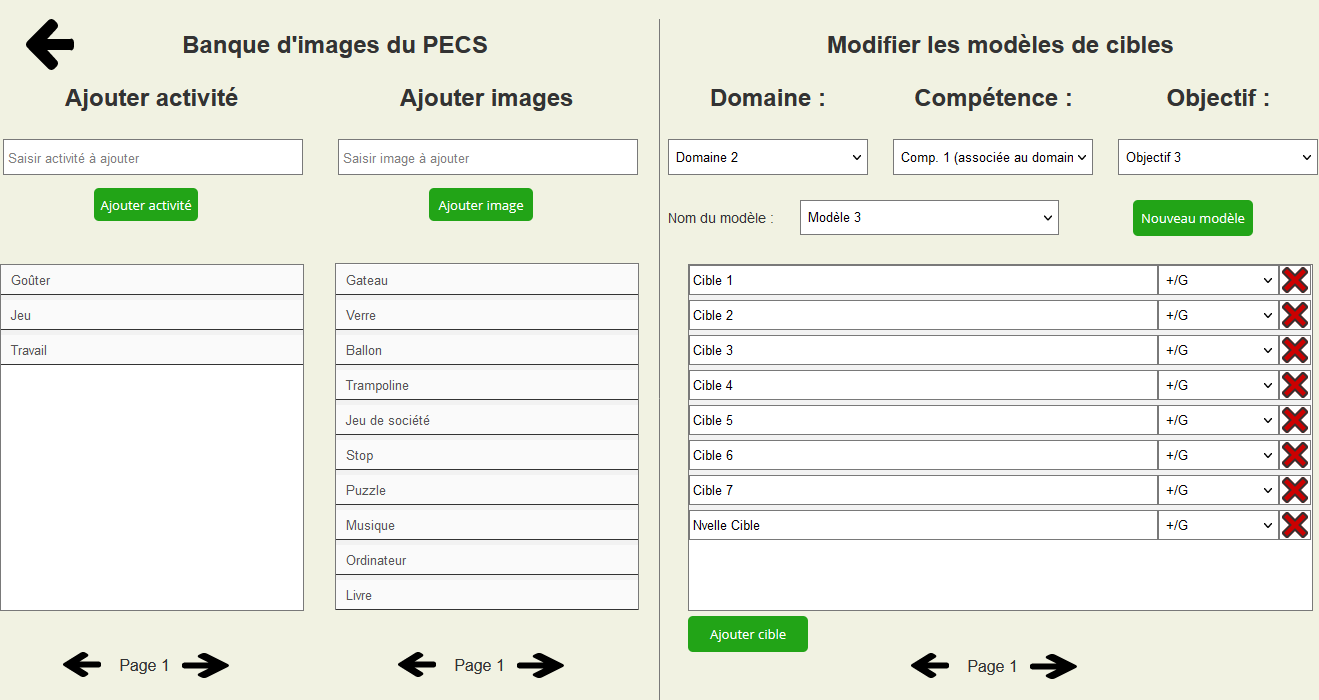 Banque d'images du PECS
Ajouter activité
Ajouter images
Saisir activité à ajouter
Saisir image à ajouter
Ajouter activité
Ajouter image
Goûter
Jeu
Travail
Gateau
Verre
Ballon
Trampoline
Jeu de société
Stop
Puzzle
Musique
Ordinateur
Livre
Page 1
Page 1
Modifier les modèles de cibles
Domaine :
Compétence :
Objectif :
Domaine 2
Comp. 1 (associée au domain
Objectif 3
Nom du modèle :
Modèle 3
Nouveau modèle
Cible 1 +/G
Cible 2 +/G
Cible 3 +/G
Cible 4 +/G
Cible 5 +/G
Cible 6 +/G
Cible 7 +/G
Nvelle Cible +/G
Ajouter cible
Page 1